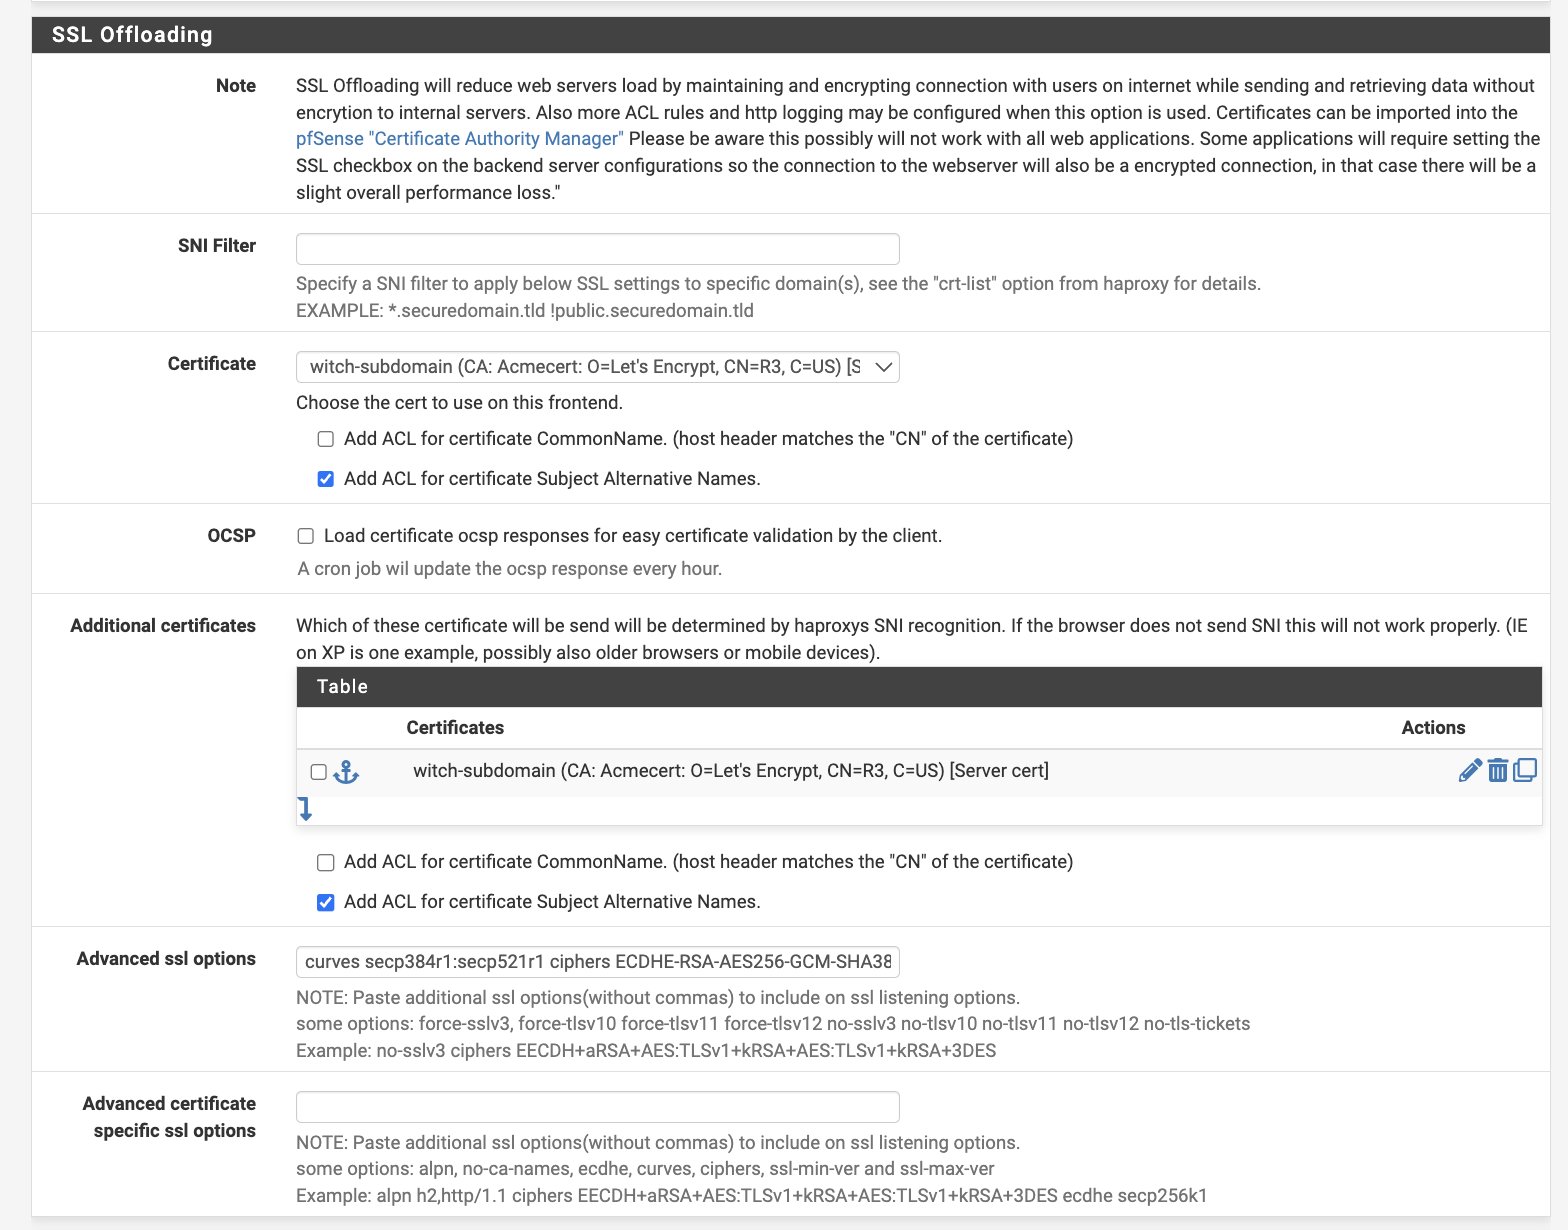 SSL Offloading
Note
SSL Offloading will reduce web servers load by maintaining and encrypting connection with users on internet while sending and retrieving data without
encrytion to internal servers. Also more ACL rules and http logging may be configured when this option is used. Certificates can be imported into the
pfSense "Certificate Authority Manager" Please be aware this possibly will not work with all web applications. Some applications will require setting the
SSL checkbox on the backend server configurations so the connection to the webserver will also be a encrypted connection, in that case there will be a
slight overall performance loss."
SNI Filter
Specify a SNI filter to apply below SSL settings to specific domain(s), see the "crt-list" option from haproxy for details.
EXAMPLE: *.securedomain.tld !public.securedomain.tld
Certificate
witch-subdomain (CA: Acmecert: O=Let's Encrypt, CN=R3, C=US) [S
Choose the cert to use on this frontend.
Add ACL for certificate CommonName. (host header matches the "CN" of the certificate)
Add ACL for certificate Subject Alternative Names.
OCSP
Load certificate ocsp responses for easy certificate validation by the client.
A cron job wil update the ocsp response every hour.
Additional certificates
Which of these certificate will be send will be determined by haproxys SNI recognition. If the browser does not send SNI this will not work properly. (IE
on XP is one example, possibly also older browsers or mobile devices).
Table
Certificates
Actions
witch-subdomain (CA: Acmecert: O=Let's Encrypt, CN=R3, C=US) [Server cert]
Add ACL for certificate CommonName. (host header matches the "CN" of the certificate)
Add ACL for certificate Subject Alternative Names.
Advanced ssl options
curves secp384r1:secp521r1 ciphers ECDHE-RSA-AES256-GCM-SHA38
NOTE: Paste additional ssl options(without commas) to include on ssl listening options.
some options: force-sslv3, force-tlsv10 force-tlsv11 force-tlsv12 no-sslv3 no-tlsv10 no-tlsv11 no-tlsv12 no-tls-tickets
Example: no-sslv3 ciphers EECDH+aRSA+AES:TLSv1+kRSA+AES:TLSv1+kRSA+3DES
Advanced certificate
specific ssl options
NOTE: Paste additional ssl options(without commas) to include on ssl listening options.
some options: alpn, no-ca-names, ecdhe, curves, ciphers, ssl-min-ver and ssl-max-ver
Example: alpn h2,http/1.1 ciphers EECDH+aRSA+AES:TLSv1+kRSA+AES:TLSv1+kRSA+3DES ecdhe secp256k1